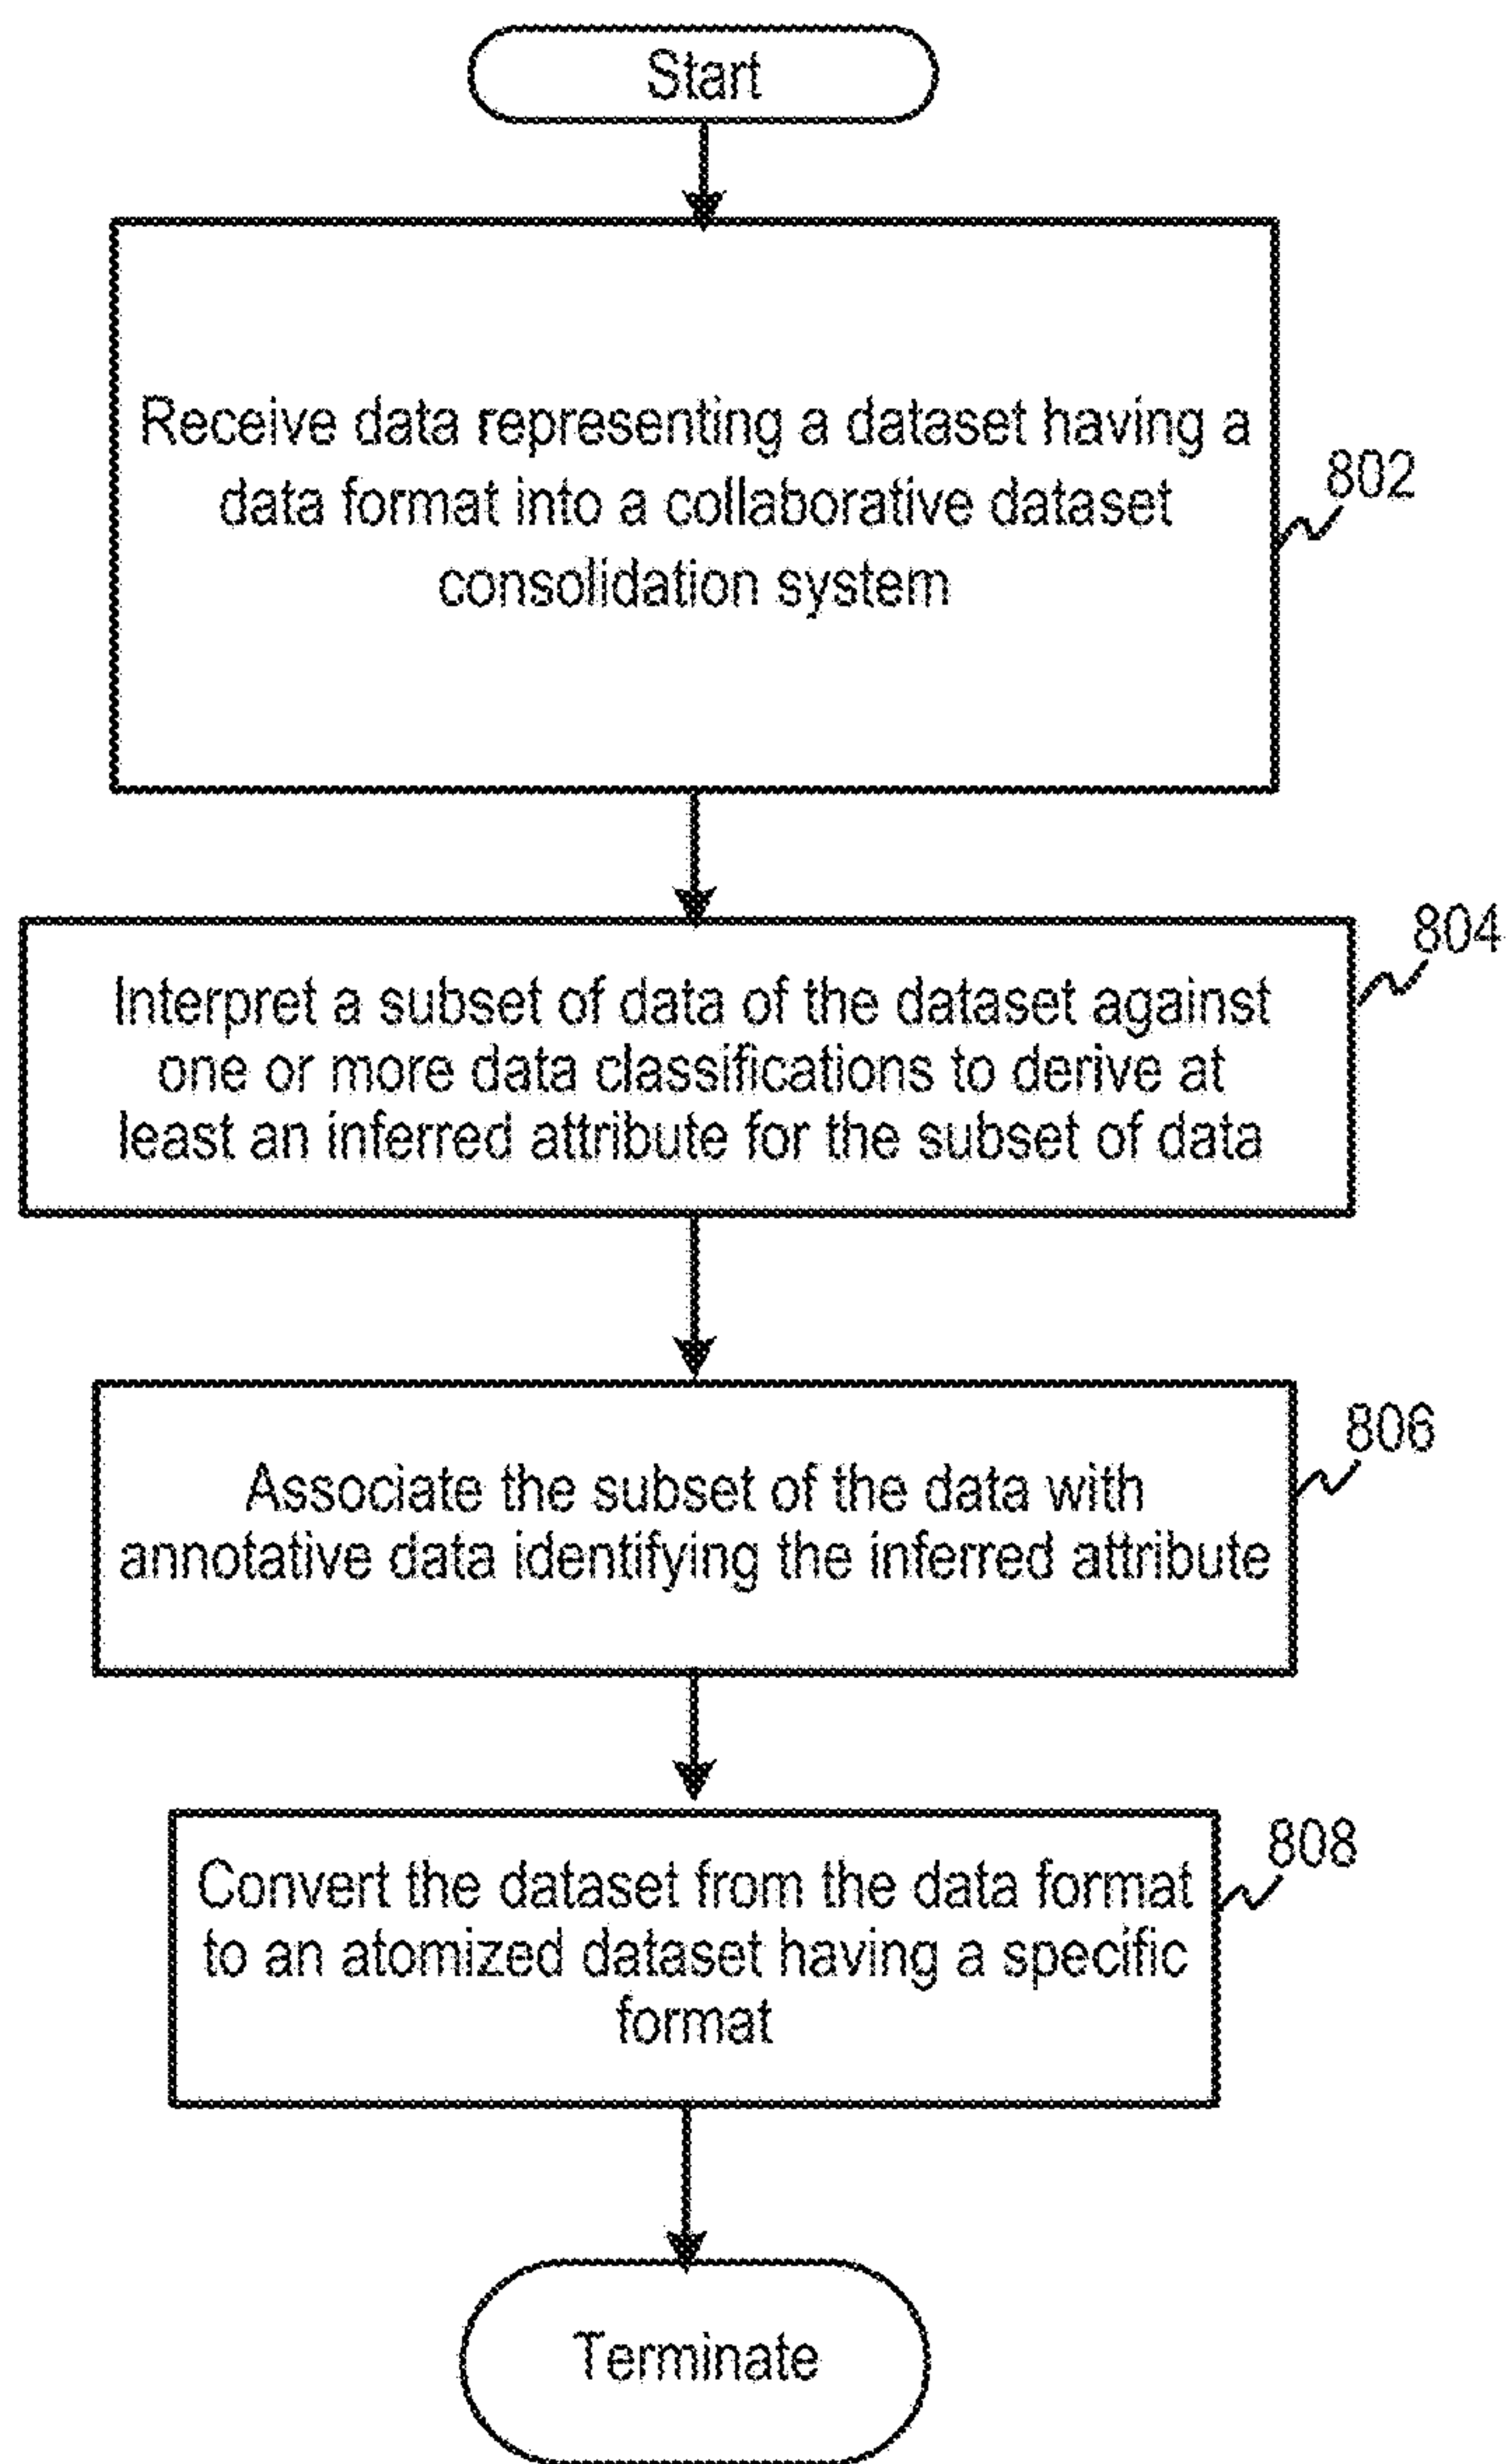 Start
Receive data representing a dataset having a
data format into a collaborative dataset
consolidation system
802
Interpret a subset of data of the dataset against
one or more data classifications to derive at
least an inferred attribute for the subset of data
804
Associate the subset of the data with
annotative data identifying the inferred attribute
806
Convert the dataset from the data format
to an atomized dataset having a specific
format
808
Terminate